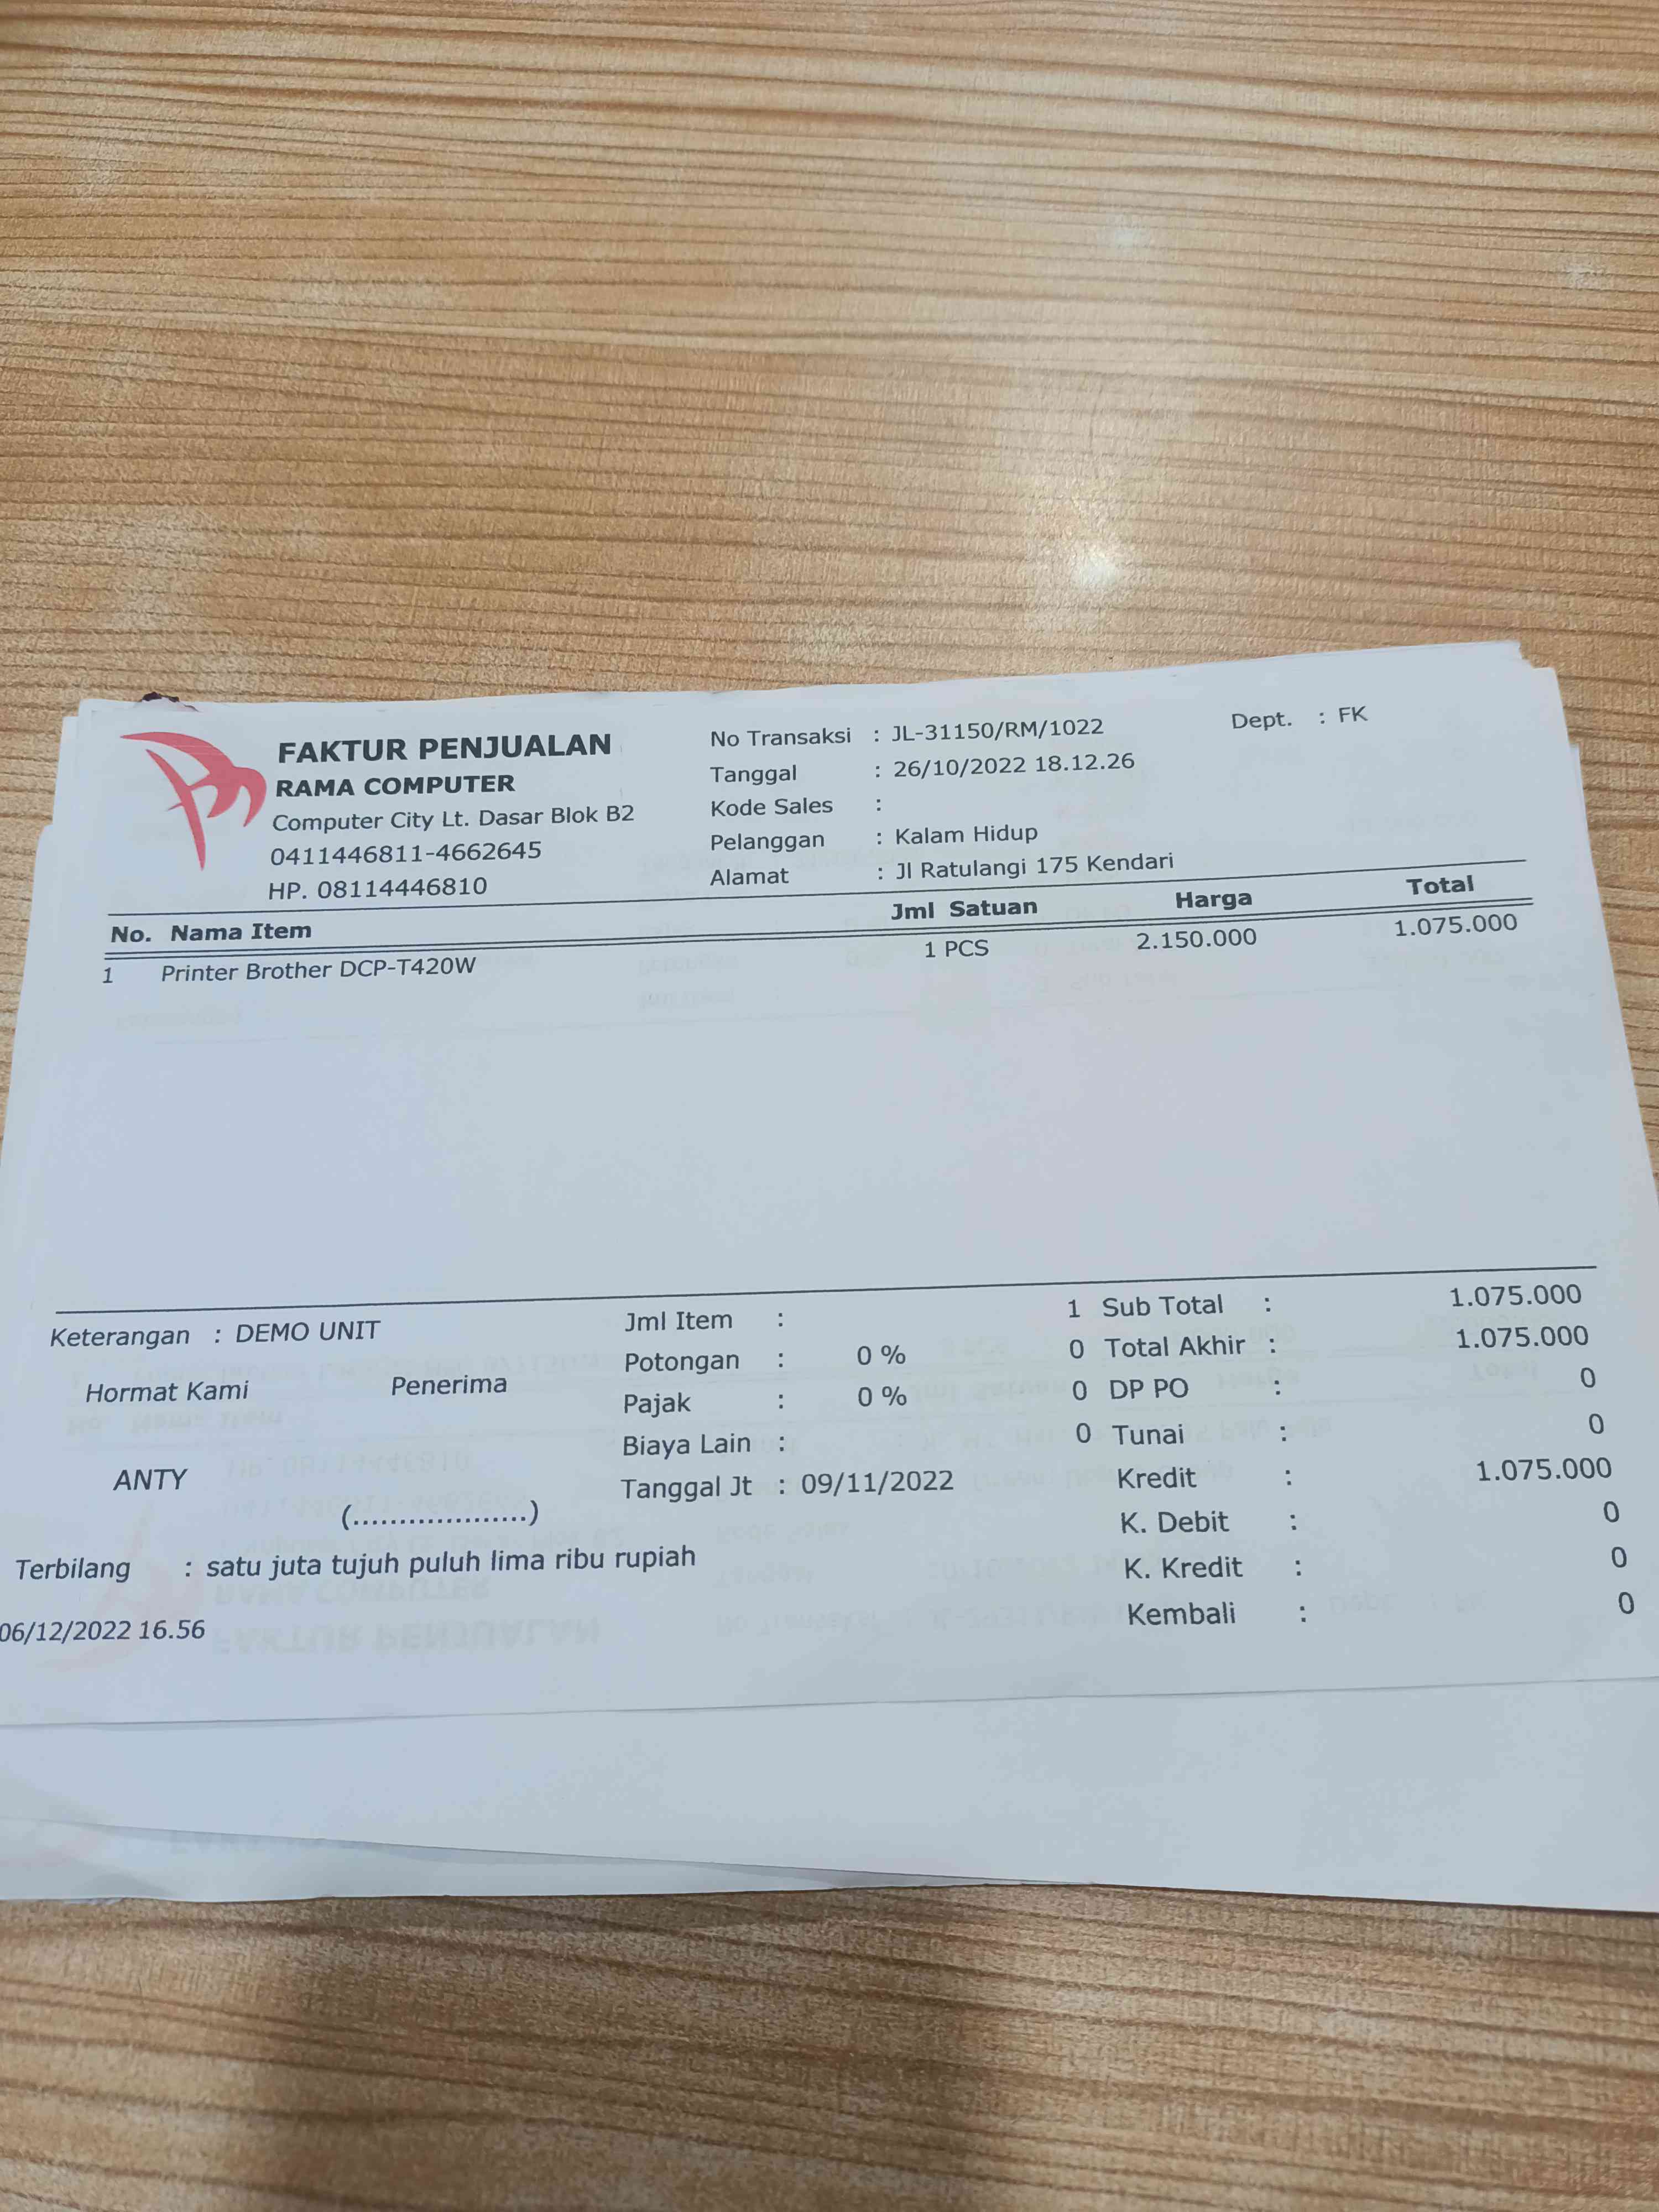 FAKTUR PENJUALAN
RAMA COMPUTER
Computer City Lt. Dasar Blok B2
0411446811-4662645
HP. 08114446810
No Transaksi : JL-31150/RM/1022
Dept. : FK
Tanggal : 26/10/2022 18.12.26
Kode Sales :
Pelanggan : Kalam Hidup
Alamat : Jl Ratulangi 175 Kendari
No. Nama Item Jml Satuan Harga Total
1 Printer Brother DCP-T420W 1 PCS 2.150.000 1.075.000
Keterangan : DEMO UNIT
Hormat Kami Penerima
ANTY
(...................)
Jml Item : 1
Potongan : 0 % 0
Pajak : 0 % 0
Biaya Lain : 0
Tanggal Jt : 09/11/2022
Sub Total : 1.075.000
Total Akhir : 1.075.000
DP PO : 0
Tunai : 0
Kredit : 1.075.000
K. Debit : 0
K. Kredit : 0
Kembali : 0
Terbilang : satu juta tujuh puluh lima ribu rupiah
06/12/2022 16.56